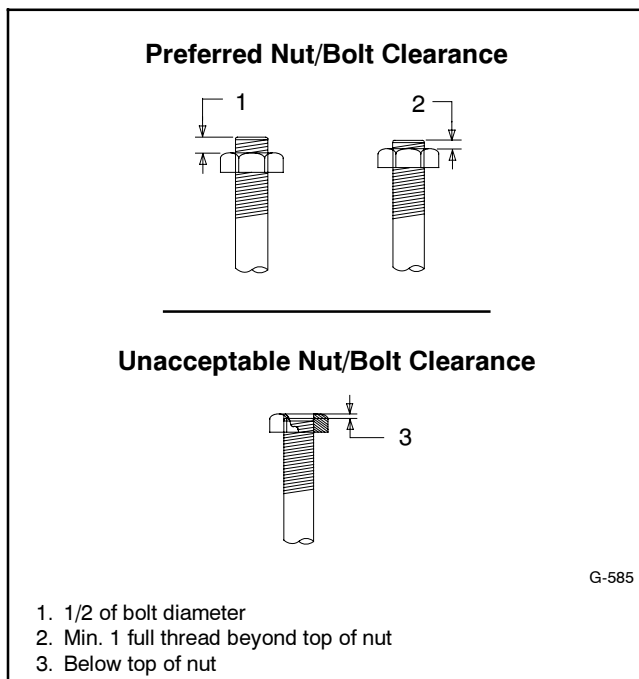 Preferred Nut/Bolt Clearance
1
2
Unacceptable Nut/Bolt Clearance
3
G-585
1. 1/2 of bolt diameter
2. Min. 1 full thread beyond top of nut
3. Below top of nut